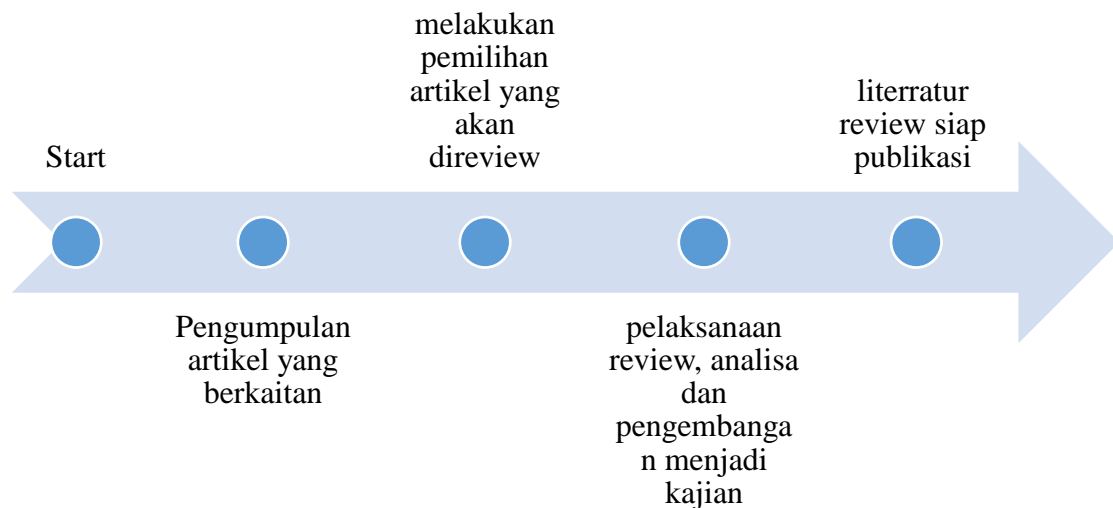 Start
Pengumpulan
artikel yang
berkaitan
melakukan
pemilihan
artikel yang
akan
direview
pelaksanaan
review, analisa
dan
pengembanga
n menjadi
kajian
literratur
review siap
publikasi